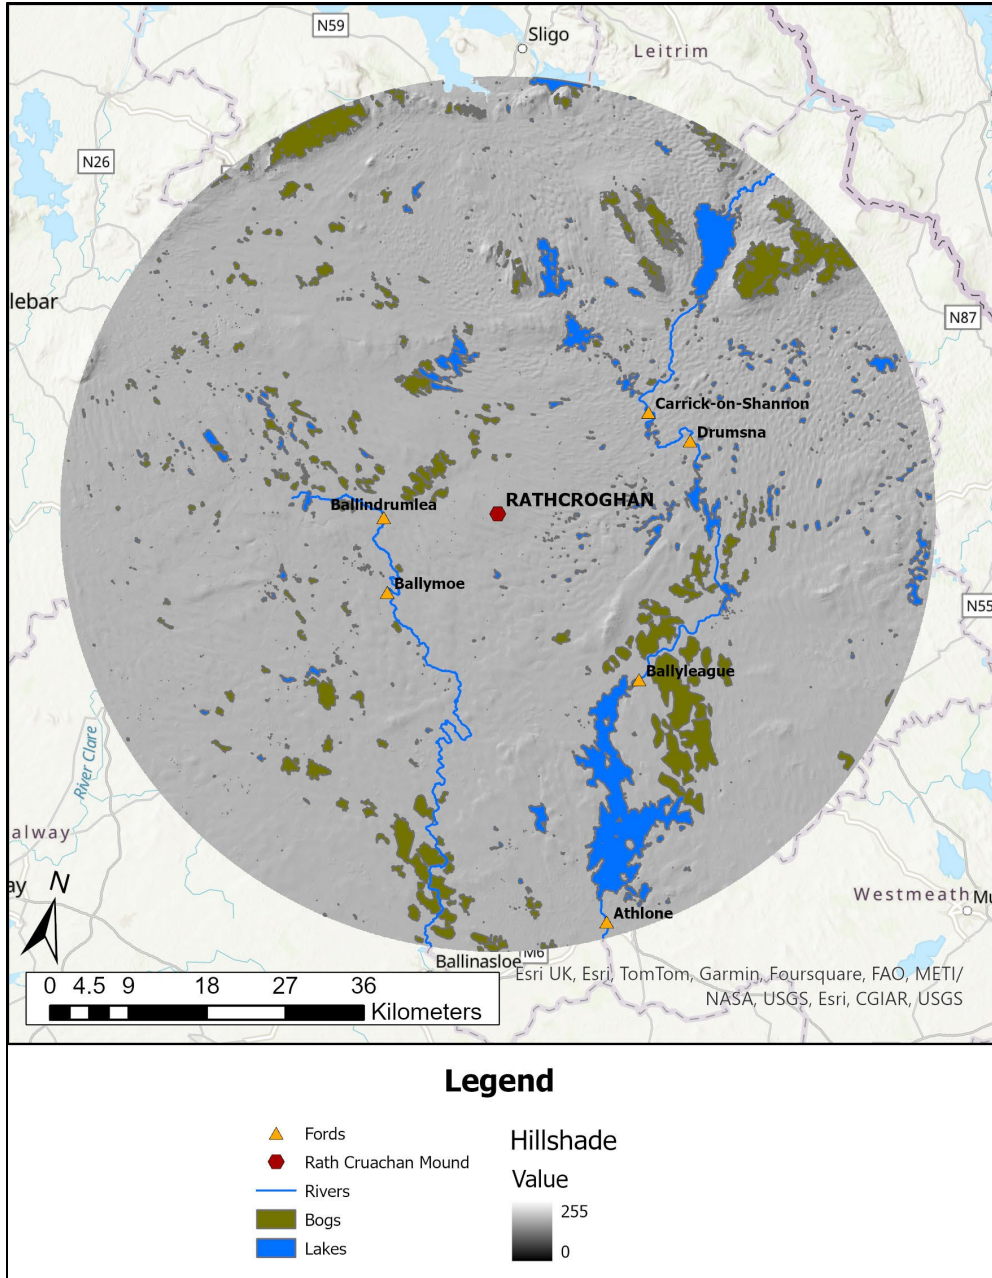 N59
Sligo
Leitrim
N26
lebar
N87
Carrick-on-Shannon
Drumsna
RATHCROGHAN
Ballindrumlea
Ballymoe
N55
Ballyleague
River Clare
alway
ay
N
Westmeath
Mu
Athlone
Ballinasloe
M6
Esri UK, Esri, TomTom, Garmin, Foursquare, FAO, METI/
NASA, USGS, Esri, CGIAR, USGS
0 4.5 9 18 27 36
Kilometers
Legend
Fords
Rath Cruachan Mound
Rivers
Bogs
Lakes
Hillshade
Value
255
0